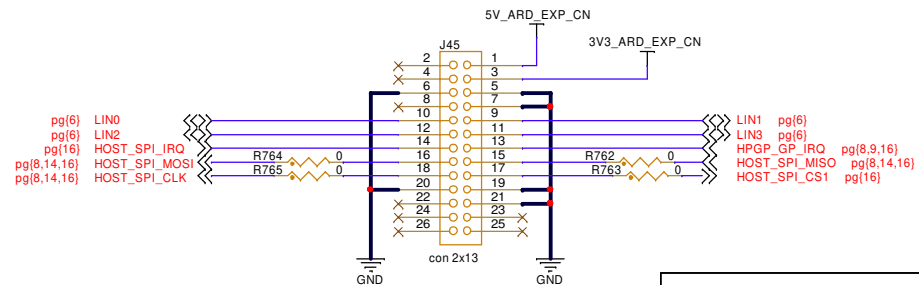 5V_ARD_EXP_CN
3V3_ARD_EXP_CN
J45
2 1
4 3
6 5
8 7
pg{6} LIN0 10 9 LIN1 pg{6}
pg{6} LIN2 12 11 LIN3 pg{6}
pg{16} HOST_SPI_IRQ 14 13 HPGP_GP_IRQ pg{8,9,16}
pg{8,14,16} HOST_SPI_MOSI R764 0 16 15 R762 0 HOST_SPI_MISO pg{8,14,16}
pg{8,14,16} HOST_SPI_CLK R765 0 18 17 R763 0 HOST_SPI_CS1 pg{16}
20 19
22 21
24 23
26 25
con 2x13
GND GND